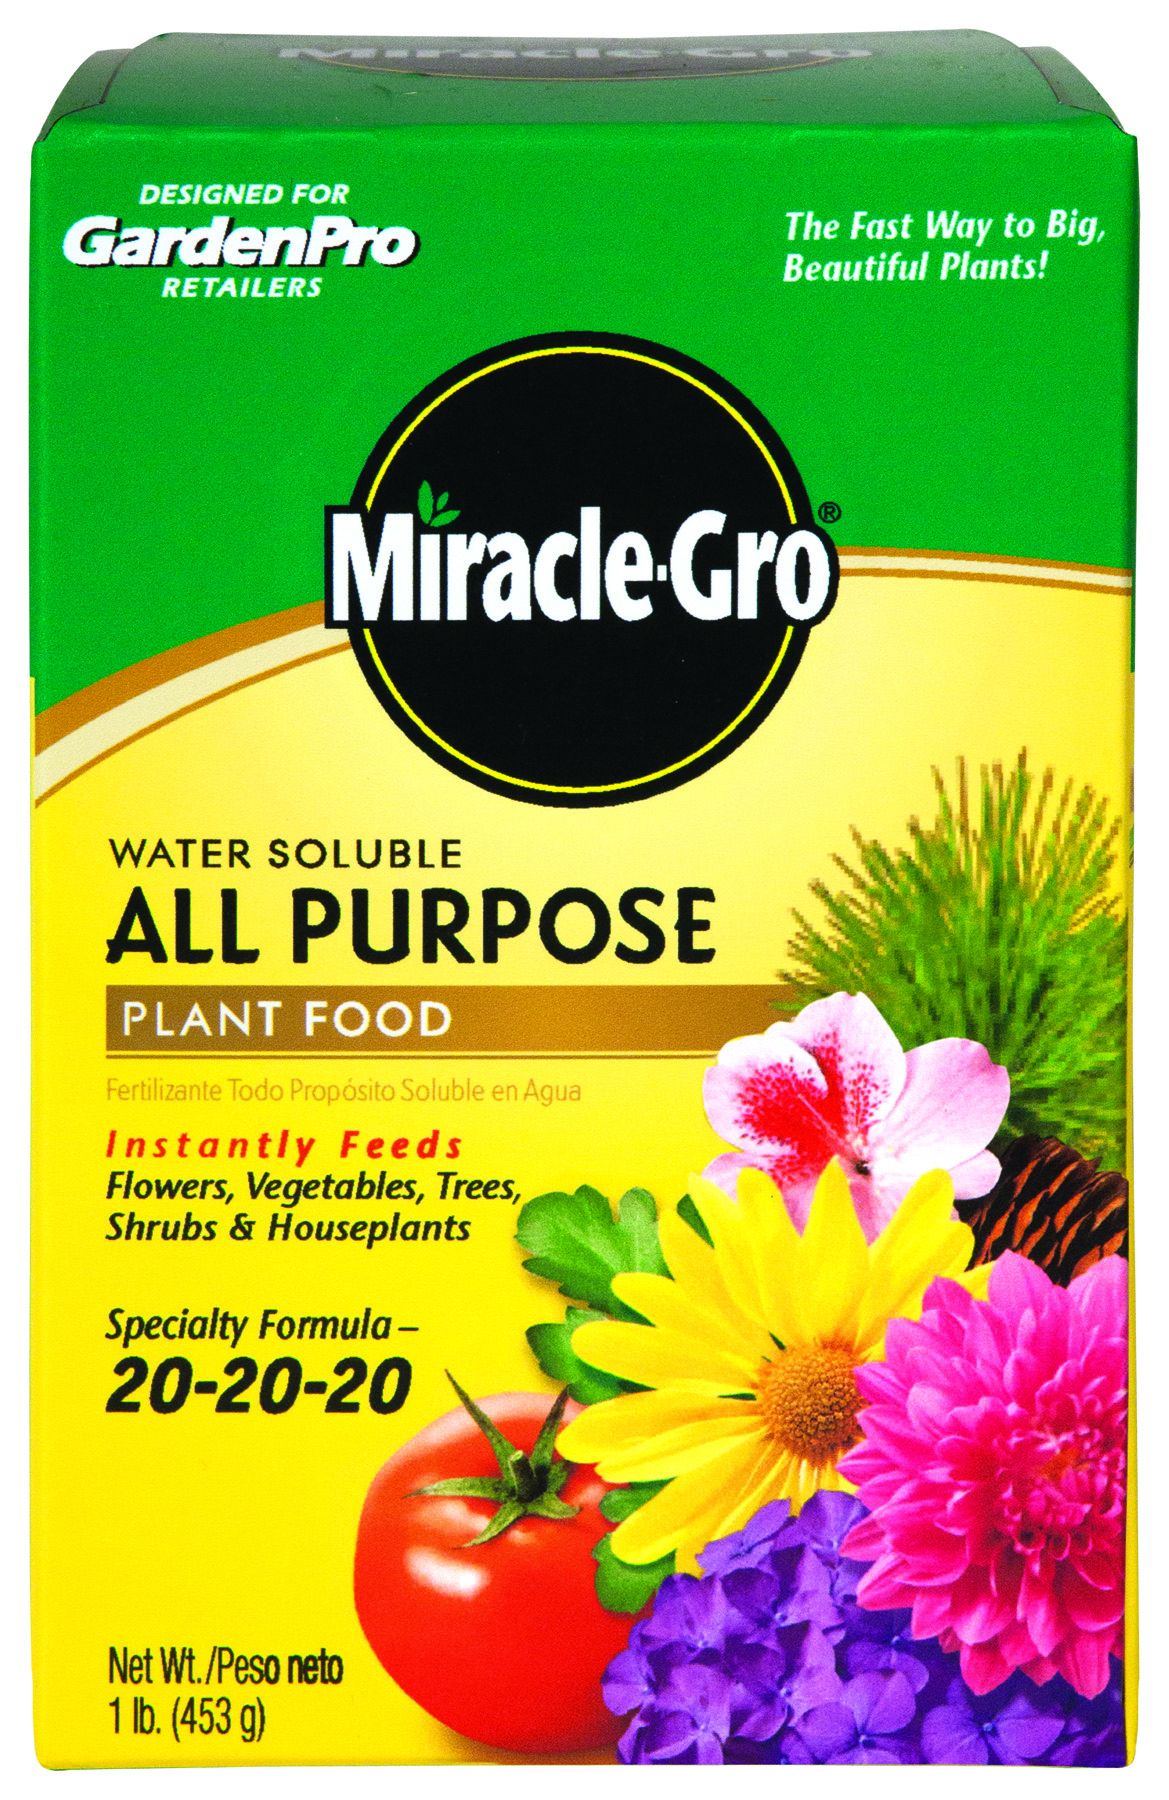 Miracle-Gro
DESIGNED FOR
GardenPro
RETAILERS
The Fast Way to Big,
Beautiful Plants!
Miracle-Gro®
WATER SOLUBLE
ALL PURPOSE
PLANT FOOD
Fertilizante Todo Propósito Soluble en Agua
Instantly Feeds
Flowers, Vegetables, Trees,
Shrubs & Houseplants
Specialty Formula –
20-20-20
Net Wt./Peso neto
1 lb. (453 g)